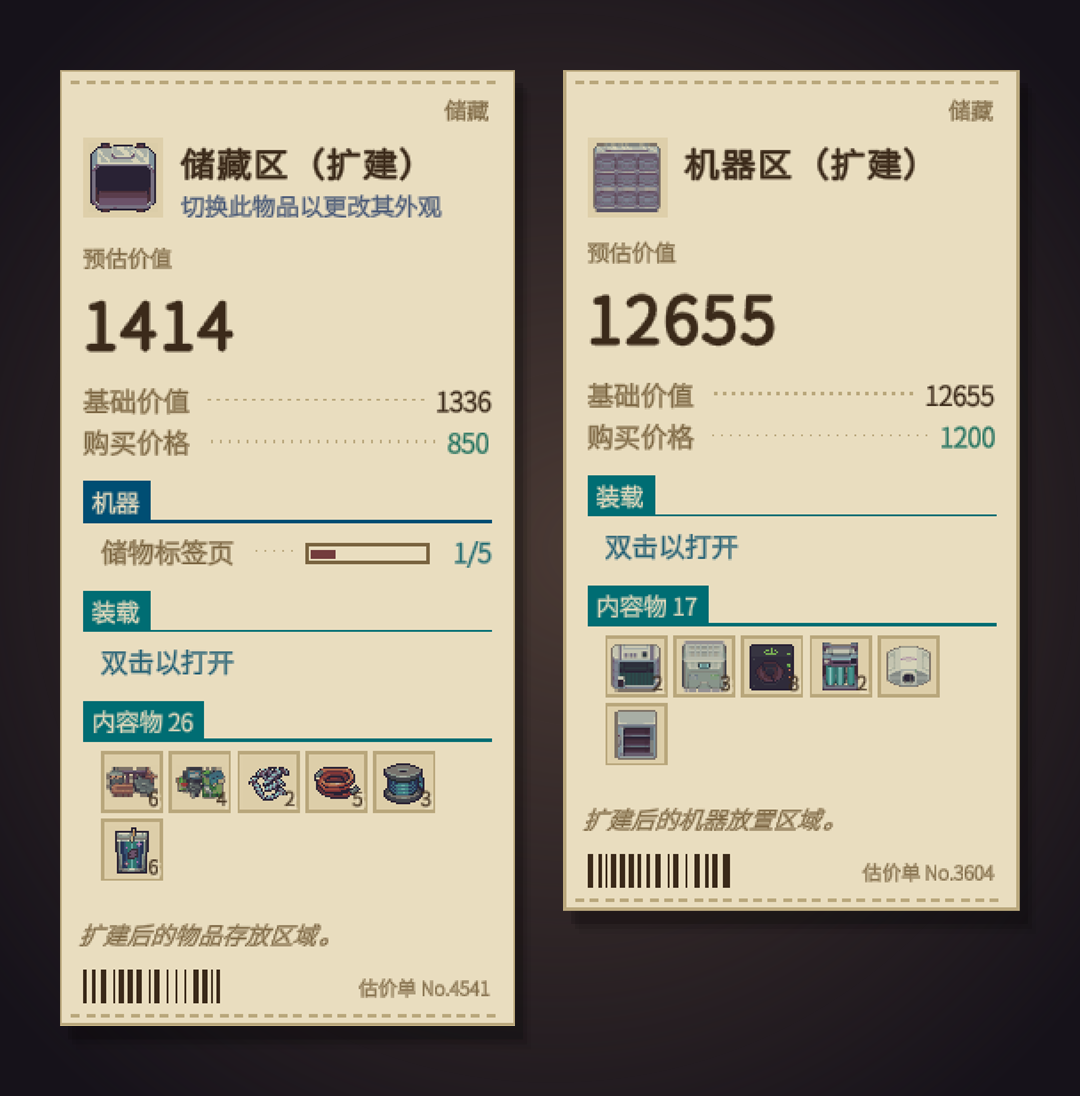 储藏
储藏区（扩建）
切换此物品以更改其外观
预估价值
1414
基础价值 1336
购买价格 850
机器
储物标签页 1/5
装载
双击以打开
内容物 26
6 4 2 5 3
6
扩建后的物品存放区域。
估价单 No.4541
储藏
机器区（扩建）
预估价值
12655
基础价值 12655
购买价格 1200
装载
双击以打开
内容物 17
2 3 3 2
扩建后的机器放置区域。
估价单 No.3604